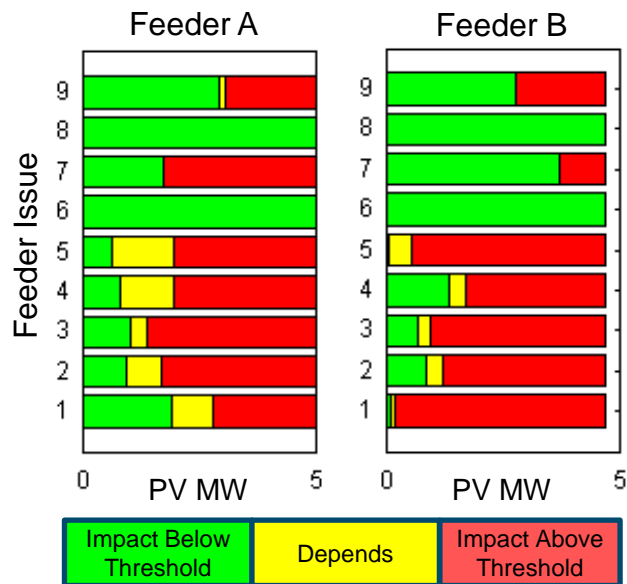 Feeder A
Feeder B
Feeder Issue
9
8
7
6
5
4
3
2
1
0
PV MW
5
9
8
7
6
5
4
3
2
1
0
PV MW
5
Impact Below
Threshold
Depends
Impact Above
Threshold